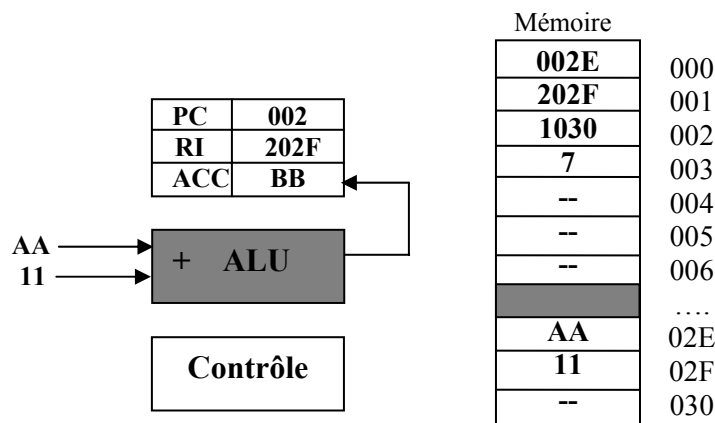 Mémoire
002E 000
202F 001
1030 002
7 003
-- 004
-- 005
-- 006
….
AA 02E
11 02F
-- 030
PC 002
RI 202F
ACC BB
AA
11
+ ALU
Contrôle